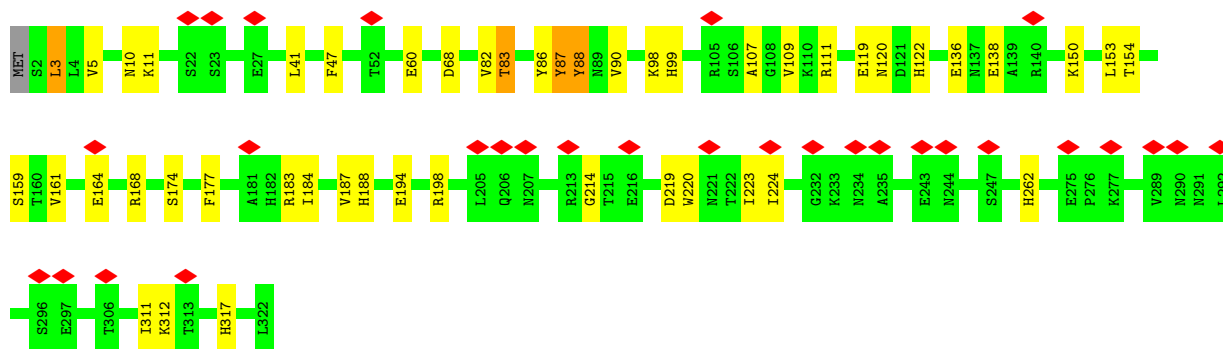 MET S2 L3 L4 V5 N10 K11 S22 S23 E27 L41 F47 T52 E60 D68 V82 T83 Y86 Y87 Y88 N89 V90 K98 H99 R105 S106 A107 G108 V109 K110 R111 E119 N120 D121 H122 E136 N137 E138 A139 R140 K150 L153 T154
S159 T160 V161 E164 R168 S174 F177 A181 H182 R183 I184 V187 H188 E194 R198 L205 Q206 N207 R213 G214 T215 E216 D219 W220 N221 T222 I223 I224 G232 K233 N234 A235 E243 N244 S247 H262 E275 P276 K277 V289 N290 N291
S296 E297 T306 I311 K312 T313 H317 L322